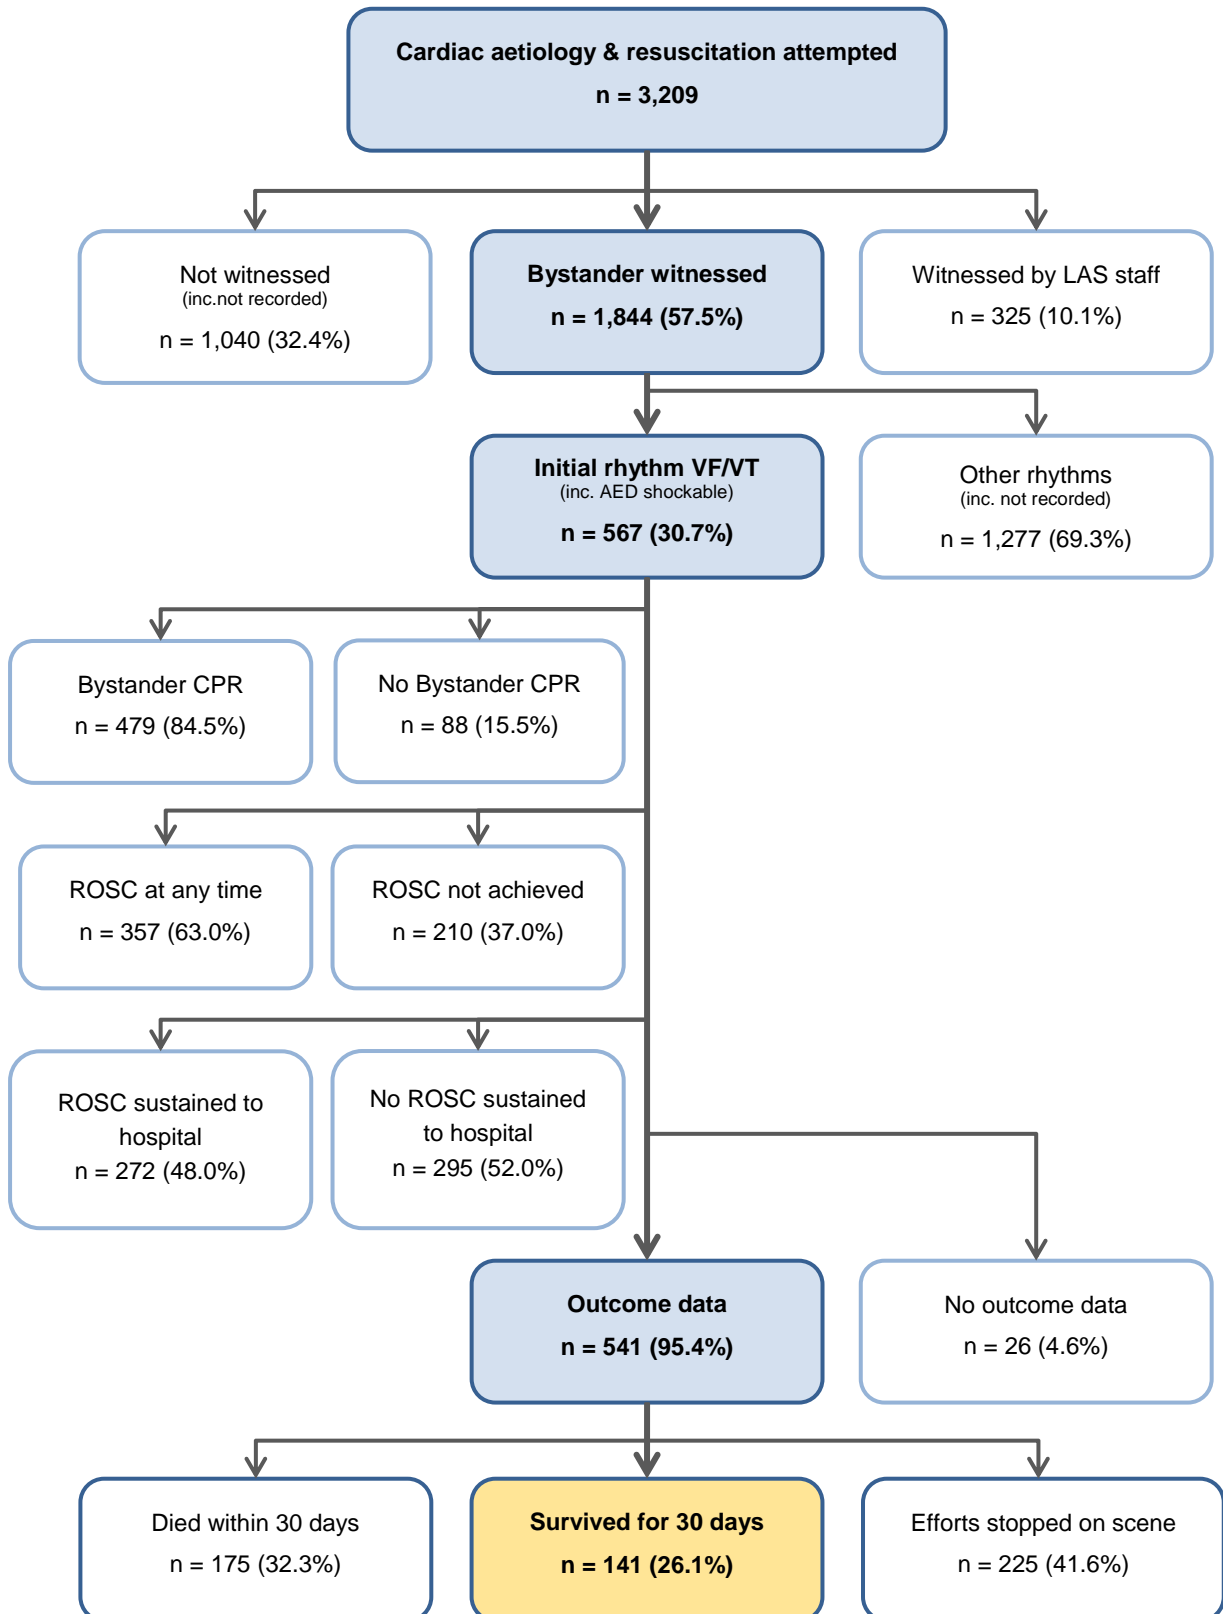 Cardiac aetiology & resuscitation attempted
n = 3,209
Not witnessed
(inc.not recorded)
n = 1,040 (32.4%)
Bystander witnessed
n = 1,844 (57.5%)
Witnessed by LAS staff
n = 325 (10.1%)
Initial rhythm VF/VT
(inc. AED shockable)
n = 567 (30.7%)
Other rhythms
(inc. not recorded)
n = 1,277 (69.3%)
Bystander CPR
n = 479 (84.5%)
No Bystander CPR
n = 88 (15.5%)
ROSC at any time
n = 357 (63.0%)
ROSC not achieved
n = 210 (37.0%)
ROSC sustained to
hospital
n = 272 (48.0%)
No ROSC sustained
to hospital
n = 295 (52.0%)
Outcome data
n = 541 (95.4%)
No outcome data
n = 26 (4.6%)
Died within 30 days
n = 175 (32.3%)
Survived for 30 days
n = 141 (26.1%)
Efforts stopped on scene
n = 225 (41.6%)